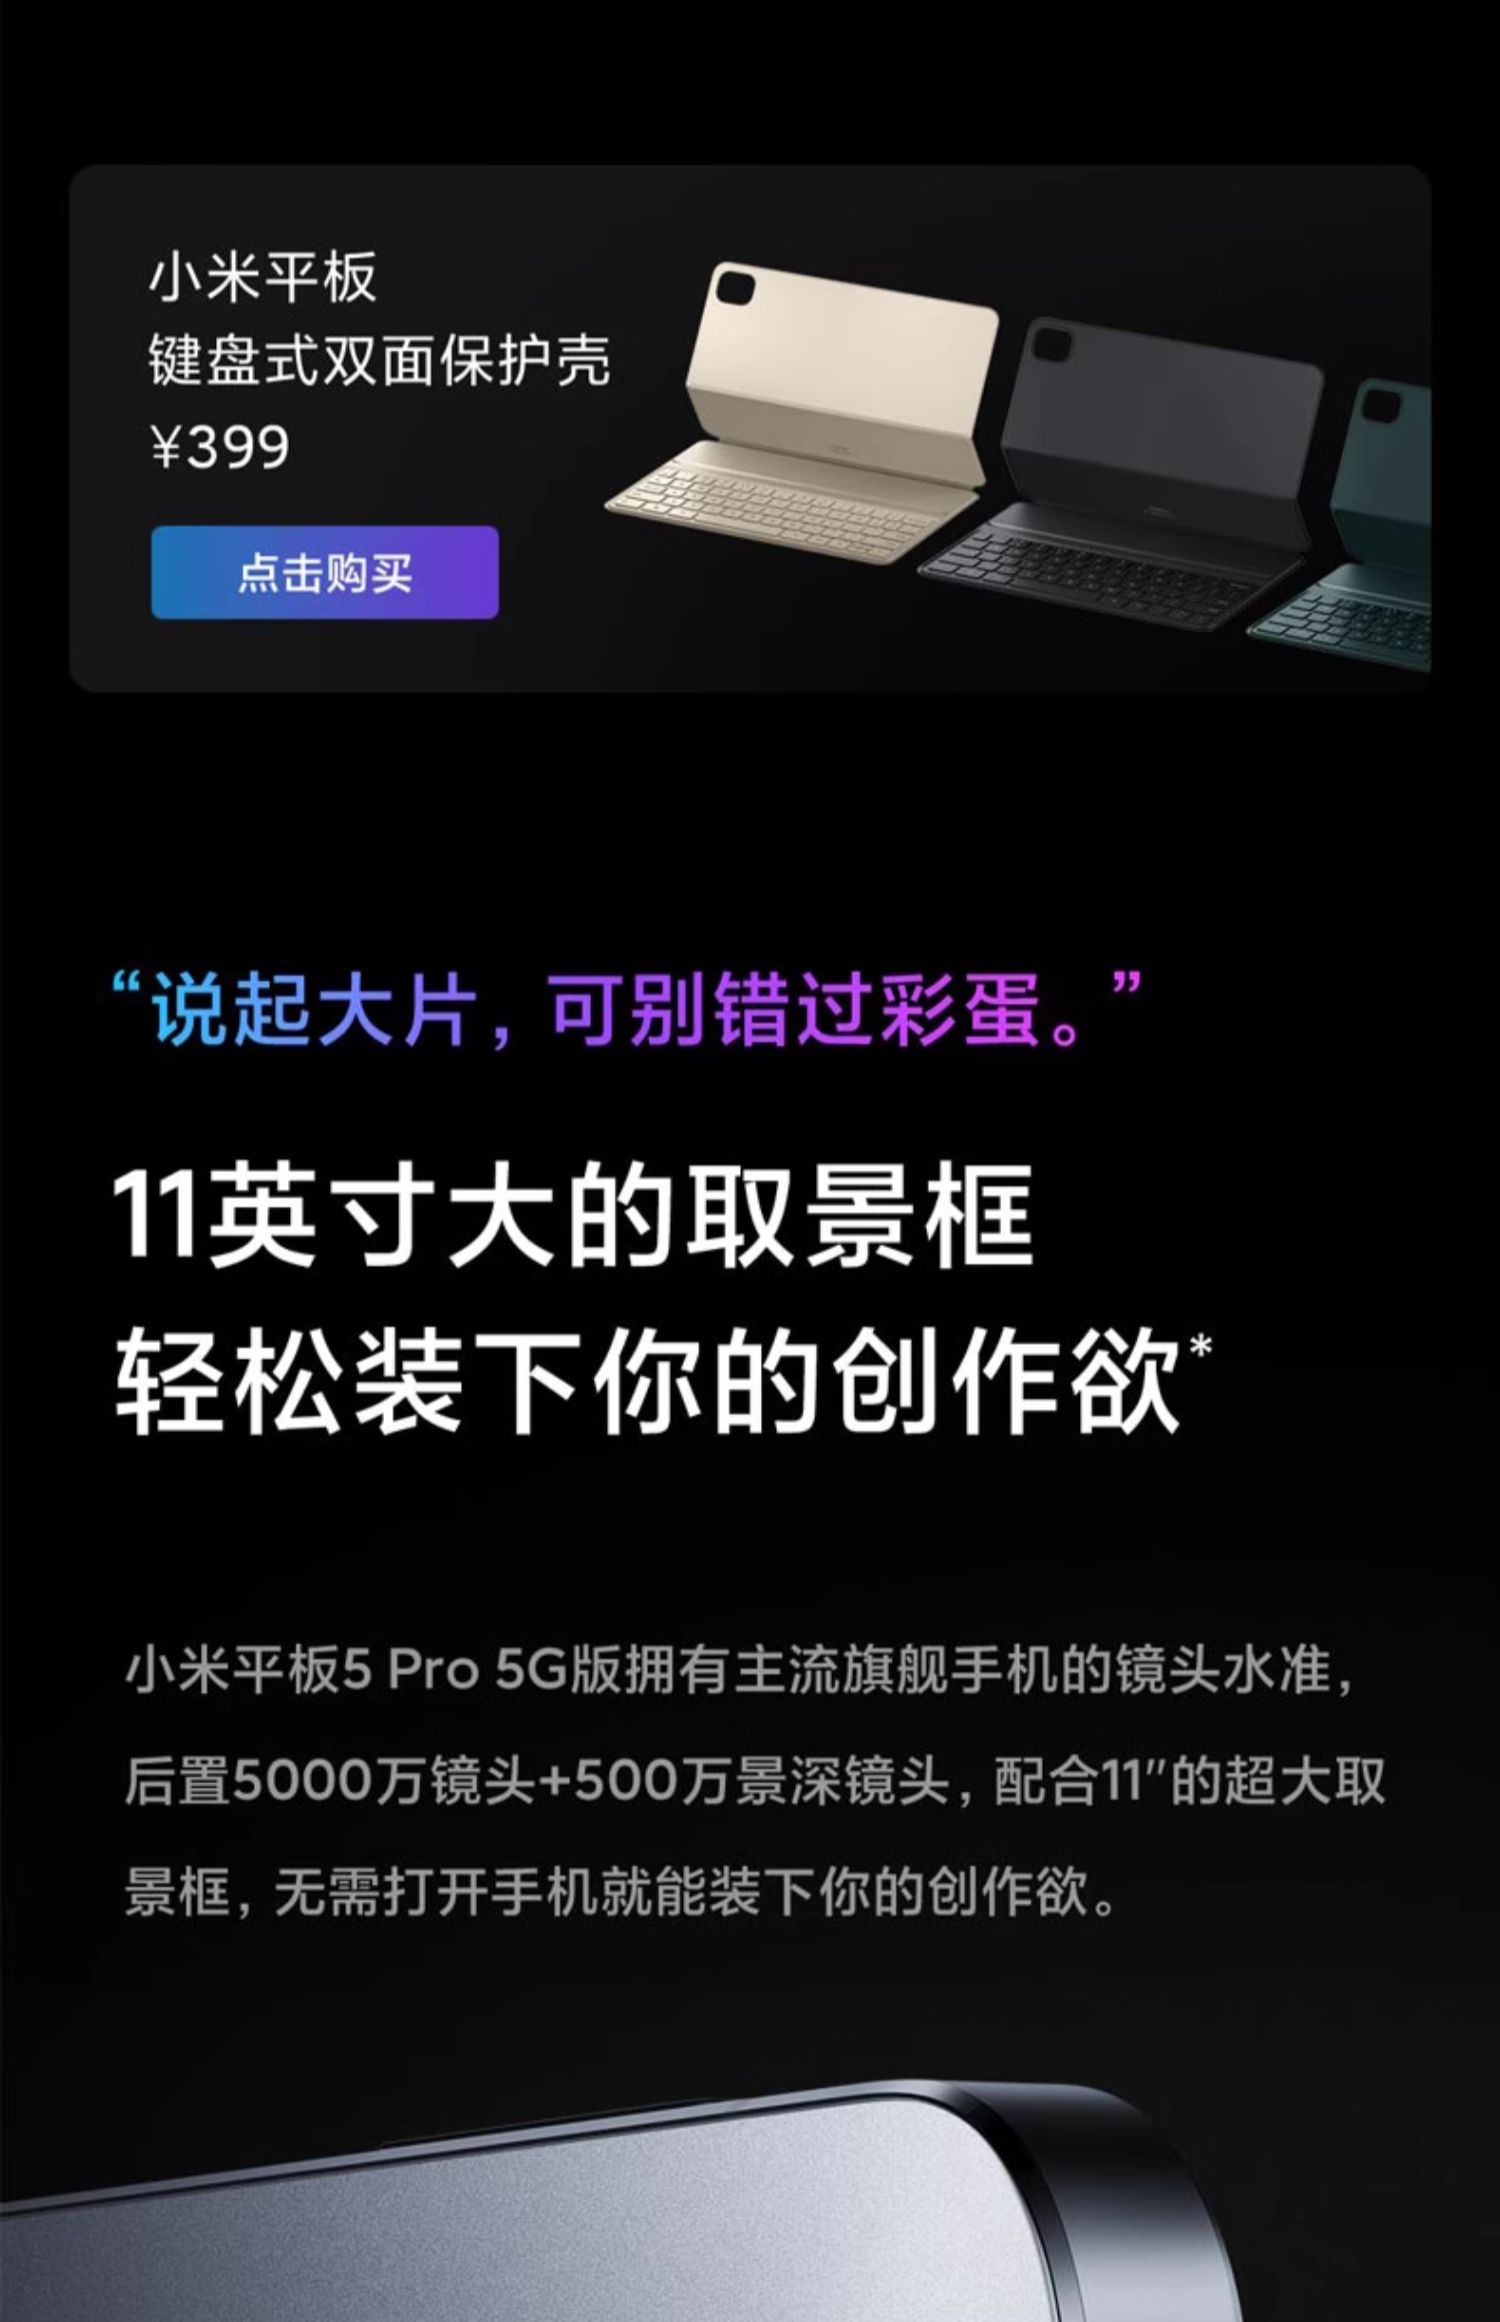 小米平板
键盘式双面保护壳
¥399
点击购买
“说起大片，可别错过彩蛋。”
11英寸大的取景框
轻松装下你的创作欲*
小米平板5 Pro 5G版拥有主流旗舰手机的镜头水准，
后置5000万镜头+500万景深镜头，配合11″的超大取
景框，无需打开手机就能装下你的创作欲。